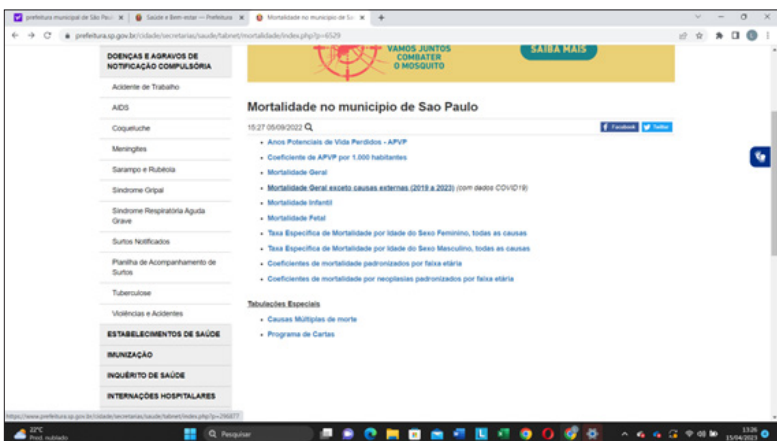 prefeitura municipal de São Pau
Saúde e Bem-estar — Prefeitura
Mortalidade no município de Sã
prefeitura.sp.gov.br/cidade/secretarias/saude/tabnet/mortalidade/index.php?p=6529
DOENÇAS E AGRAVOS DE
NOTIFICAÇÃO COMPULSÓRIA
Acidente de Trabalho
AIDS
Coqueluche
Meningites
Sarampo e Rubéola
Síndrome Gripal
Síndrome Respiratória Aguda
Grave
Surtos Notificados
Planilha de Acompanhamento de
Surtos
Tuberculose
Violências e Acidentes
ESTABELECIMENTOS DE SAÚDE
IMUNIZAÇÃO
INQUÉRITO DE SAÚDE
INTERNAÇÕES HOSPITALARES
VAMOS JUNTOS
COMBATER
O MOSQUITO
SAIBA MAIS
Mortalidade no municipio de Sao Paulo
15:27 05/09/2022
Facebook
Twitter
Anos Potenciais de Vida Perdidos - APVP
Coeficiente de APVP por 1.000 habitantes
Mortalidade Geral
Mortalidade Geral exceto causas externas (2019 a 2023) (com dados COVID19)
Mortalidade Infantil
Mortalidade Fetal
Taxa Específica de Mortalidade por Idade do Sexo Feminino, todas as causas
Taxa Específica de Mortalidade por Idade do Sexo Masculino, todas as causas
Coeficientes de mortalidade padronizados por faixa etária
Coeficientes de mortalidade por neoplasias padronizados por faixa etária
Tabulações Especiais
Causas Múltiplas de morte
Programa de Cartas
https://www.prefeitura.sp.gov.br/cidade/secretarias/saude/tabnet/index.php?p=296877
22°C
Pred. nublado
Pesquisar
13:26
15/04/2023